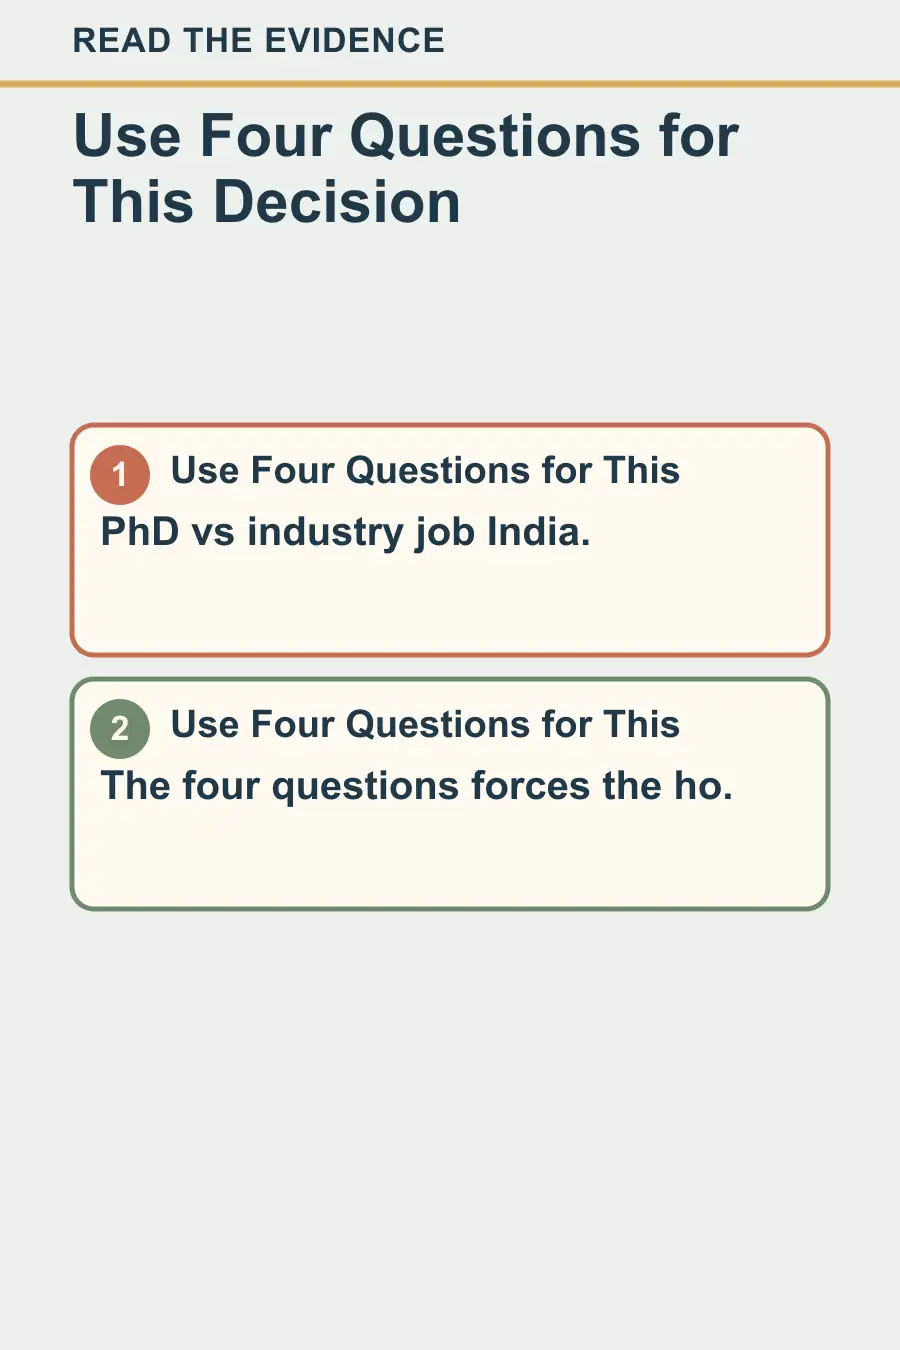 READ THE EVIDENCE
Use Four Questions for
This Decision
1 Use Four Questions for This
PhD vs industry job India.
2 Use Four Questions for This
The four questions forces the ho.